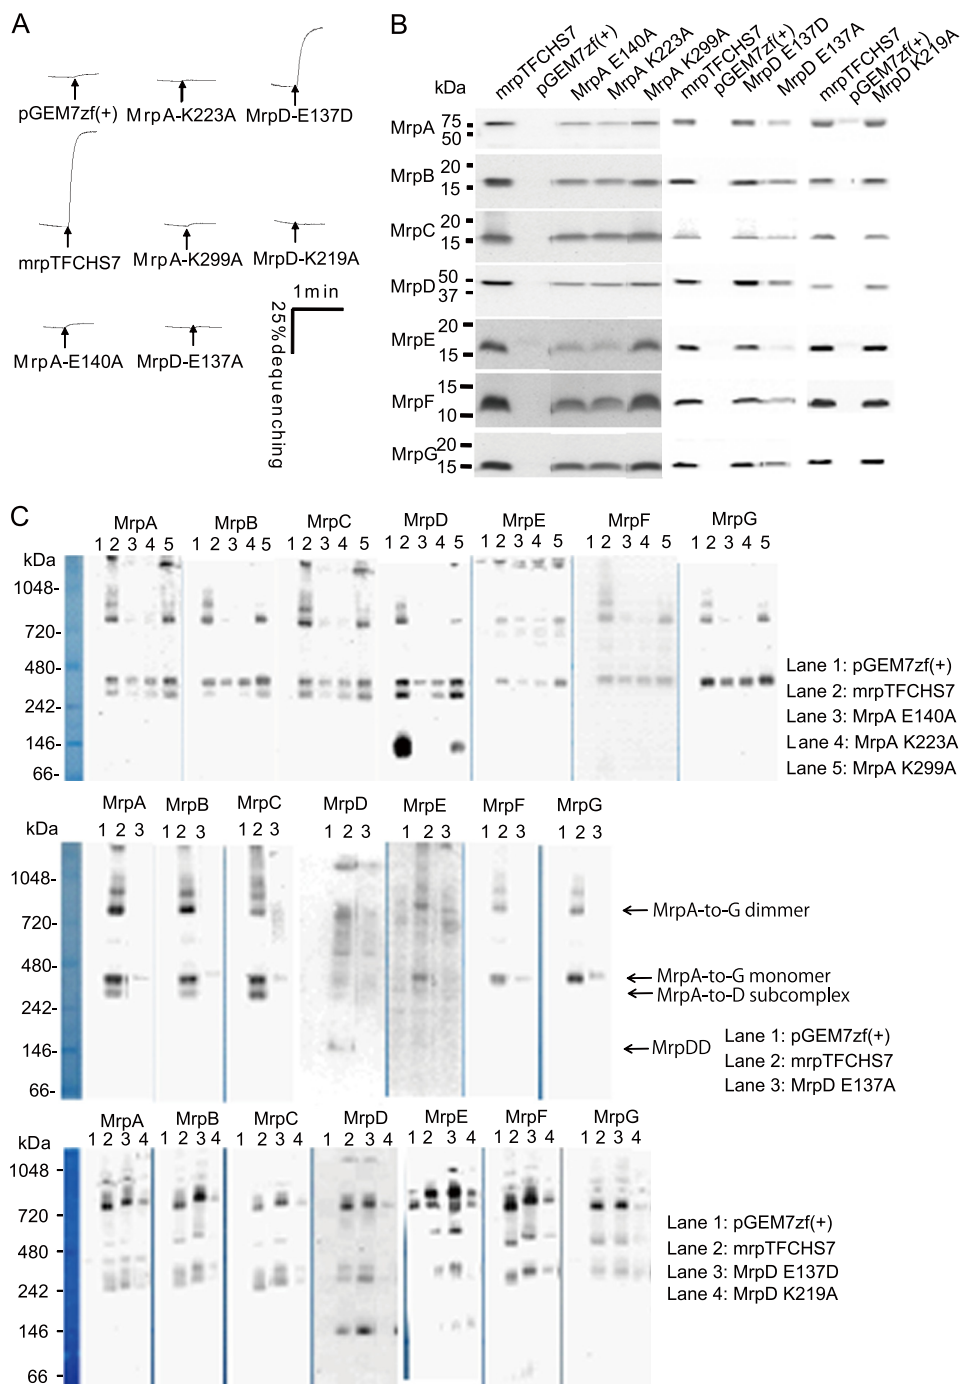 A
pGEM7zf(+)
MrpA-K223A
MrpD-E137D
mrpTFCHS7
MrpA-K299A
MrpD-K219A
MrpA-E140A
MrpD-E137A
1min
25%dequenching
B
mrpTFCHS7
pGEM7zf(+)
MrpA E140A
MrpA K223A
MrpA K299A
mrpTFCHS7
pGEM7zf(+)
MrpD E137D
MrpD E137A
mrpTFCHS7
pGEM7zf(+)
MrpD K219A
kDa
MrpA 75
50
MrpB 20
15
MrpC 20
15
MrpD 50
37
MrpE 20
15
MrpF 15
10
MrpG 20
15
C
MrpA MrpB MrpC MrpD MrpE MrpF MrpG
1 2 3 4 5 1 2 3 4 5 1 2 3 4 5 1 2 3 4 5 1 2 3 4 5 1 2 3 4 5 1 2 3 4 5
kDa
1048-
720-
480-
242-
146-
66-
Lane 1: pGEM7zf(+)
Lane 2: mrpTFCHS7
Lane 3: MrpA E140A
Lane 4: MrpA K223A
Lane 5: MrpA K299A
MrpA MrpB MrpC MrpD MrpE MrpF MrpG
kDa
1 2 3 1 2 3 1 2 3 1 2 3 1 2 3 1 2 3 1 2 3
1048-
720-
480-
242-
146-
66-
MrpA-to-G dimmer
MrpA-to-G monomer
MrpA-to-D subcomplex
MrpDD
Lane 1: pGEM7zf(+)
Lane 2: mrpTFCHS7
Lane 3: MrpD E137A
MrpA MrpB MrpC MrpD MrpE MrpF MrpG
1 2 3 4 1 2 3 4 1 2 3 4 1 2 3 4 1 2 3 4 1 2 3 4 1 2 3 4
kDa
1048 -
720 -
480 -
242 -
146 -
66 -
Lane 1: pGEM7zf(+)
Lane 2: mrpTFCHS7
Lane 3: MrpD E137D
Lane 4: MrpD K219A